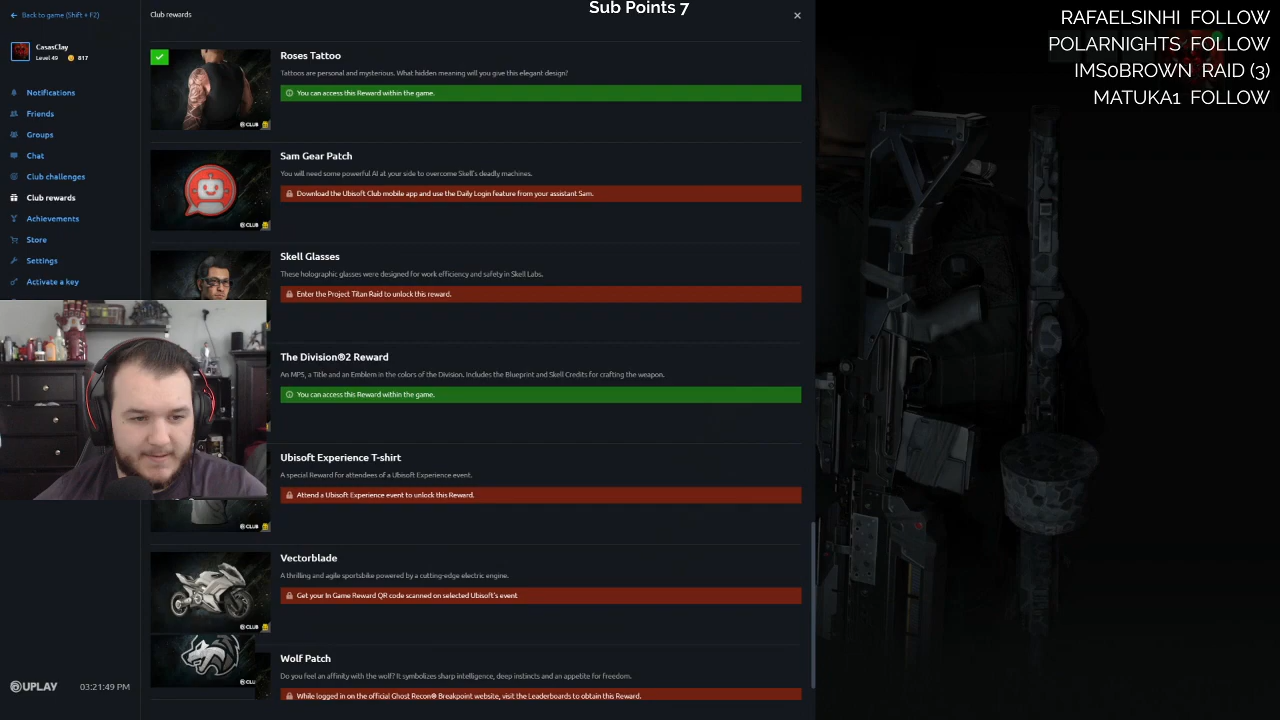 Sub Points 7
RAFAELSINHI FOLLOW
POLARNIGHTS FOLLOW
IMS0BROWN RAID (3)
MATUKA1 FOLLOW
Back to game (Shift + F2)
CasasClay
Level 49 817
Notifications
Friends
Groups
Chat
Club challenges
Club rewards
Achievements
Store
Settings
Activate a key
UPLAY 03:21:49 PM
Club rewards
Roses Tattoo
Tattoos are personal and mysterious. What hidden meaning will you give this elegant design?
You can access this Reward within the game.
CLUB
Sam Gear Patch
You will need some powerful AI at your side to overcome Skell's deadly machines.
Download the Ubisoft Club mobile app and use the Daily Login feature from your assistant Sam.
CLUB
Skell Glasses
These holographic glasses were designed for work efficiency and safety in Skell Labs.
Enter the Project Titan Raid to unlock this reward.
The Division®2 Reward
An MP5, a Title and an Emblem in the colors of the Division. Includes the Blueprint and Skell Credits for crafting the weapon.
You can access this Reward within the game.
Ubisoft Experience T-shirt
A special Reward for attendees of a Ubisoft Experience event.
Attend a Ubisoft Experience event to unlock this Reward.
CLUB
Vectorblade
A thrilling and agile sportsbike powered by a cutting-edge electric engine.
Get your In Game Reward QR code scanned on selected Ubisoft's event
CLUB
Wolf Patch
Do you feel an affinity with the wolf? It symbolizes sharp intelligence, deep instincts and an appetite for freedom.
While logged in on the official Ghost Recon® Breakpoint website, visit the Leaderboards to obtain this Reward.
CLUB